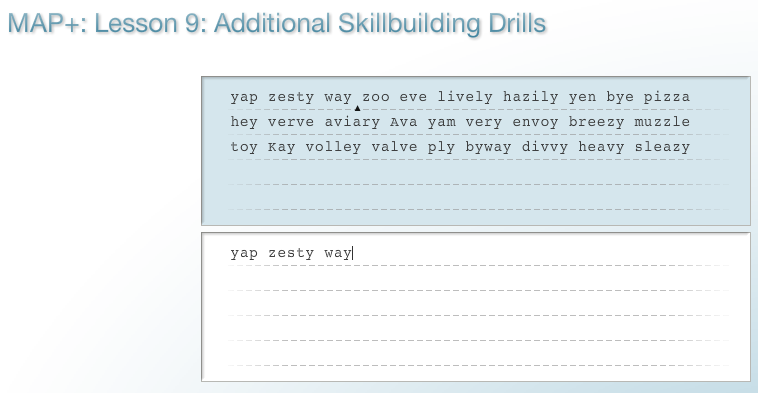 MAP+: Lesson 9: Additional Skillbuilding Drills
yap zesty way zoo eve lively hazily yen bye pizza
hey verve aviary Ava yam very envoy breezy muzzle
toy Kay volley valve ply byway divvy heavy sleazy
yap zesty way